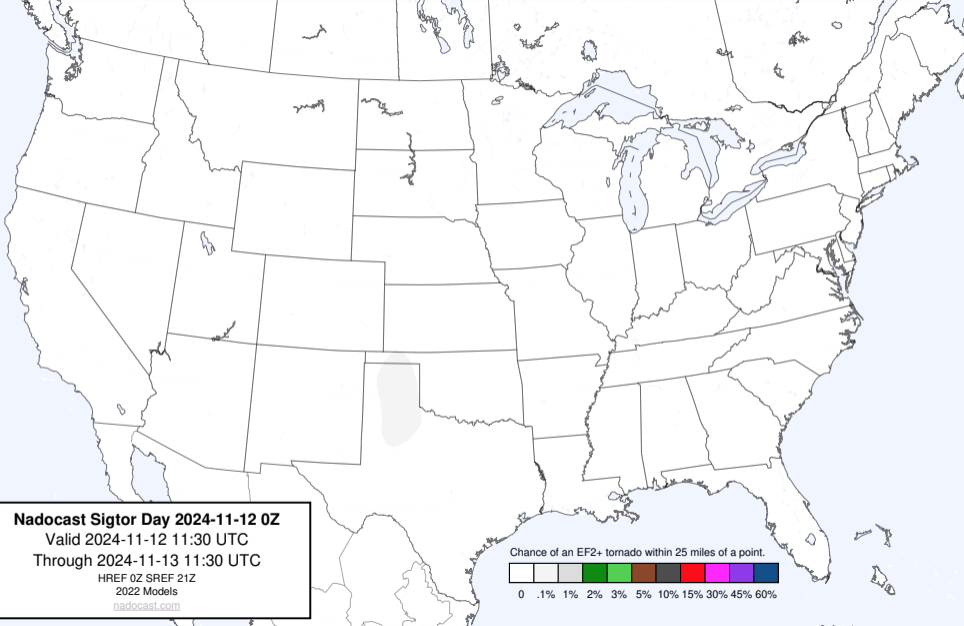 Nadocast Sigtor Day 2024-11-12 0Z
Valid 2024-11-12 11:30 UTC
Through 2024-11-13 11:30 UTC
HREF 0Z SREF 21Z
2022 Models
nadocast.com
Chance of an EF2+ tornado within 25 miles of a point.
0 .1% 1% 2% 3% 5% 10% 15% 30% 45% 60%